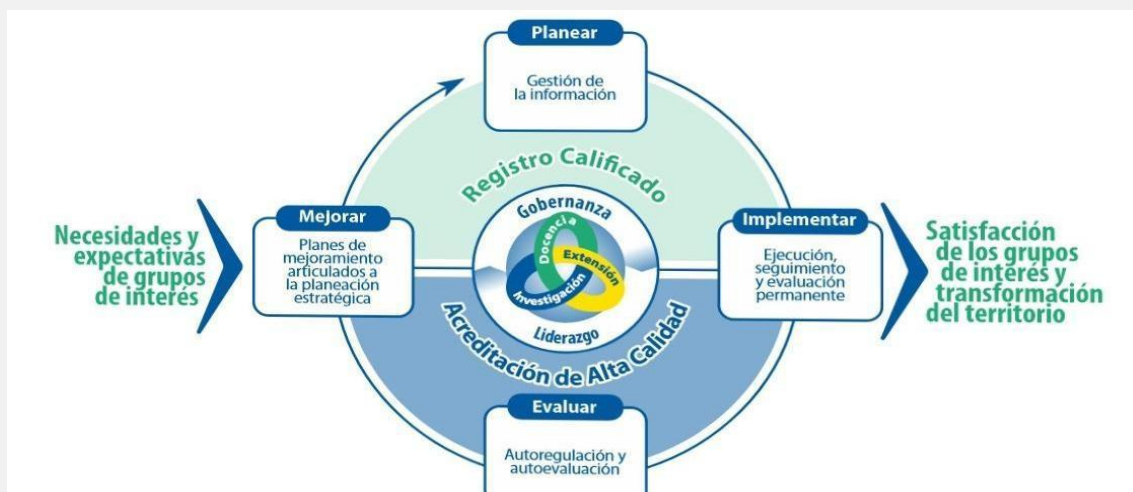 Planear
Gestión de
la información
Registro Calificado
Necesidades y
expectativas
de grupos
de interés
Mejorar
Planes de
mejoramiento
articulados a
la planeación
estratégica
Gobernanza
Docencia
Extensión
Investigación
Liderazgo
Implementar
Ejecución,
seguimiento
y evaluación
permanente
Satisfacción
de los grupos
de interés y
transformación
del territorio
Acreditación de Alta Calidad
Evaluar
Autoregulación y
autoevaluación